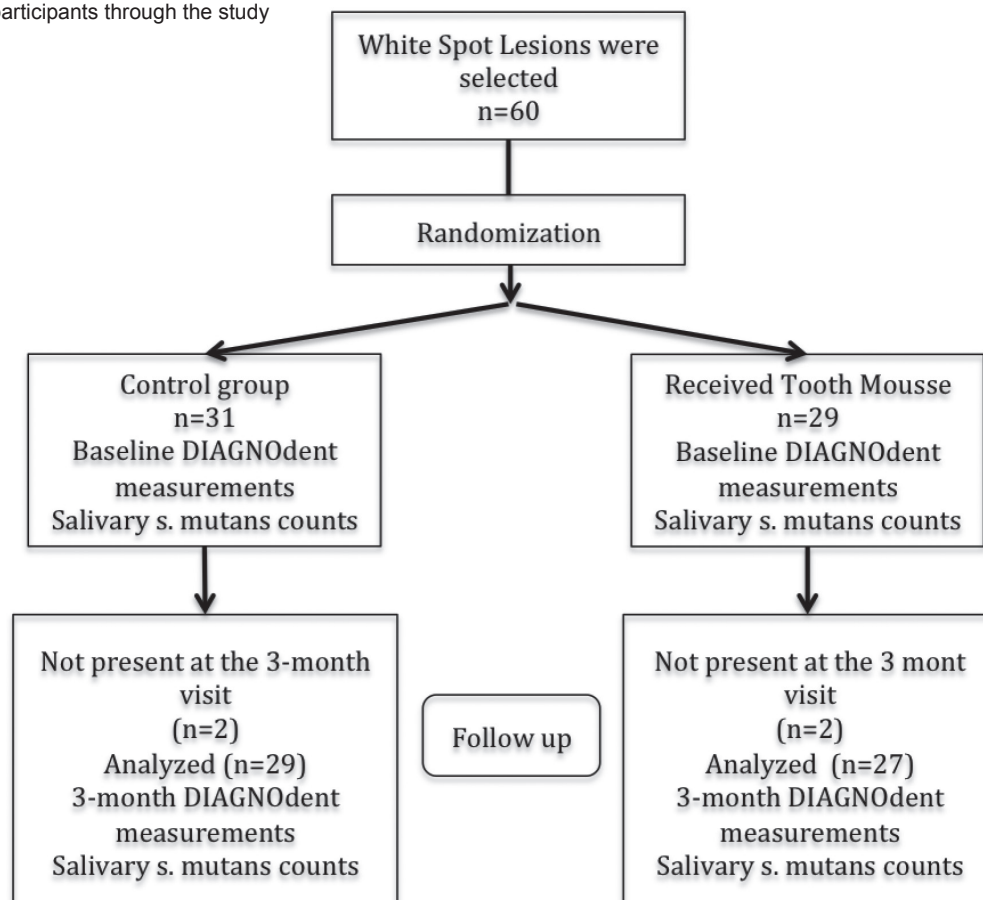 participants through the study
White Spot Lesions were
selected
n=60
Randomization
Control group
n=31
Baseline DIAGNOdent
measurements
Salivary s. mutans counts
Received Tooth Mousse
n=29
Baseline DIAGNOdent
measurements
Salivary s. mutans counts
Not present at the 3-month
visit
(n=2)
Analyzed (n=29)
3-month DIAGNOdent
measurements
Salivary s. mutans counts
Follow up
Not present at the 3 mont
visit
(n=2)
Analyzed (n=27)
3-month DIAGNOdent
measurements
Salivary s. mutans counts